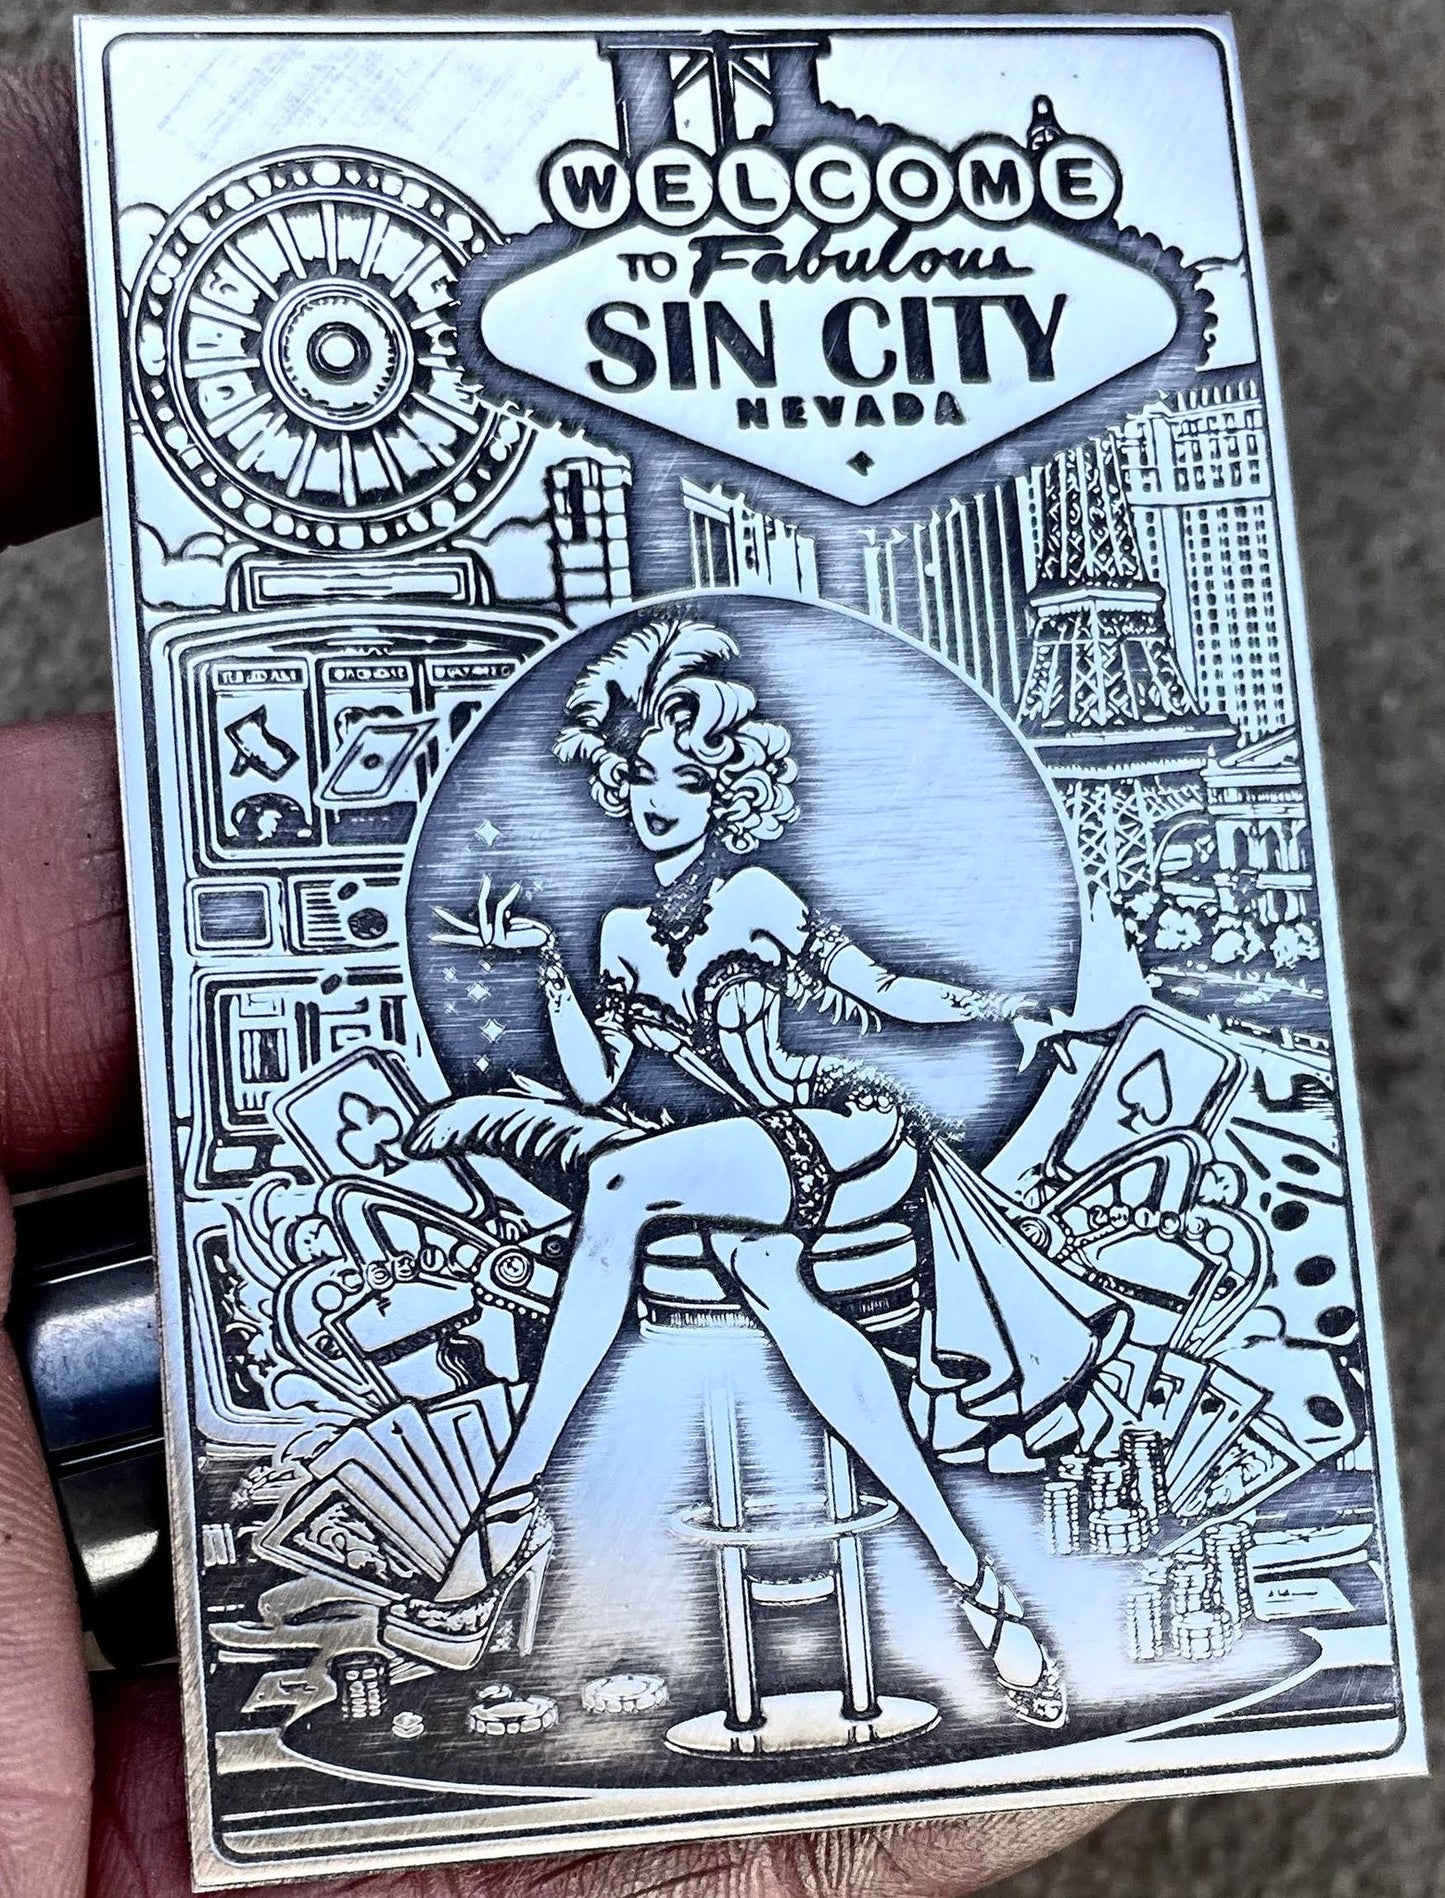 WELCOME
TO Fabulous
SIN CITY
NEVADA